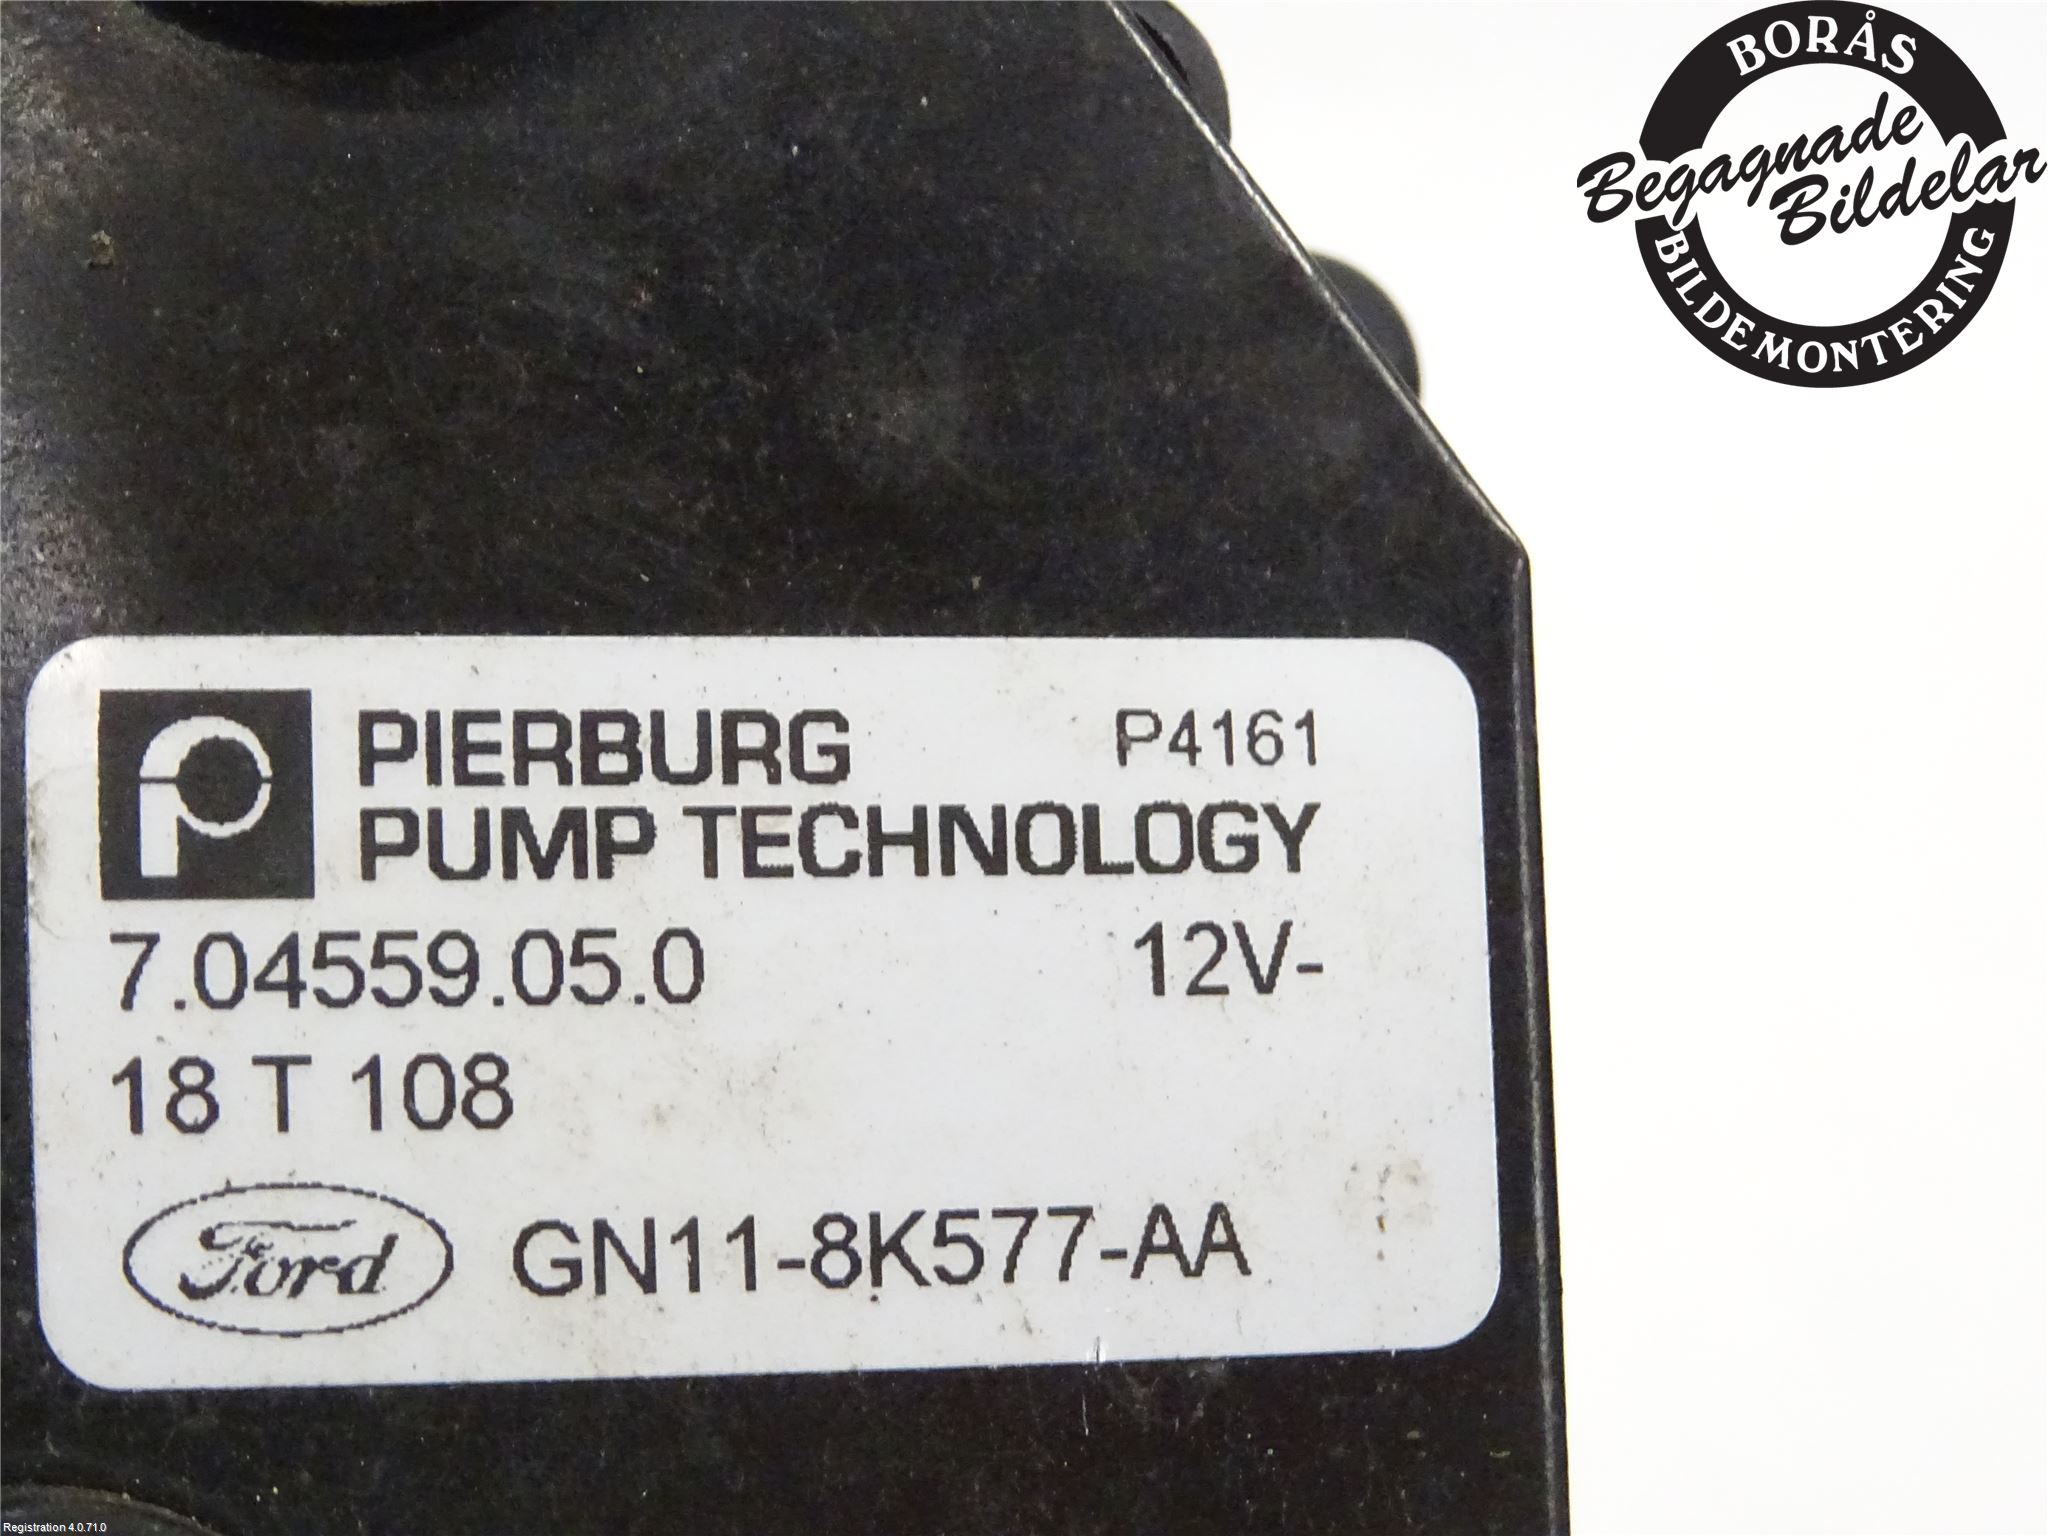 BORÅS
Begagnade
Bildelar
BILDEMONTERING
PIERBURG P4161
PUMP TECHNOLOGY
7.04559.05.0 12V-
18 T 108
Ford GN11-8K577-AA
Registration 4.0.71.0